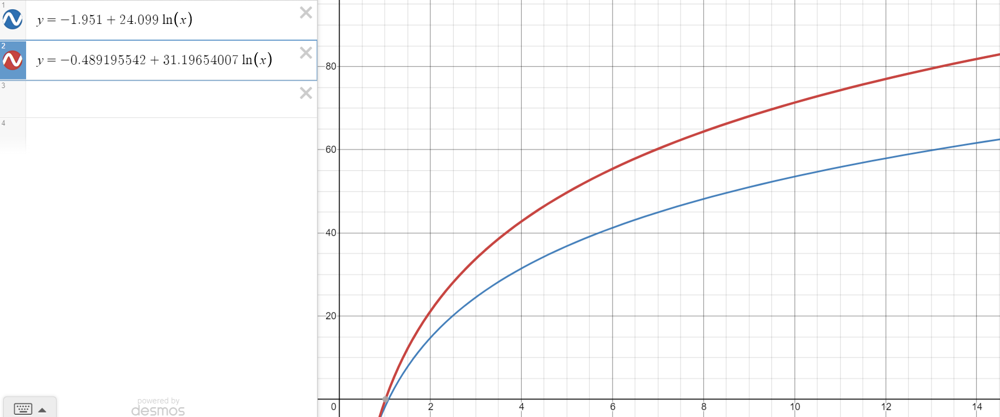 1
y = −1.951 + 24.099 ln(x)
2
y = −0.489195542 + 31.19654007 ln(x)
3
4
powered by
desmos
80
60
40
20
0 2 4 6 8 10 12 14